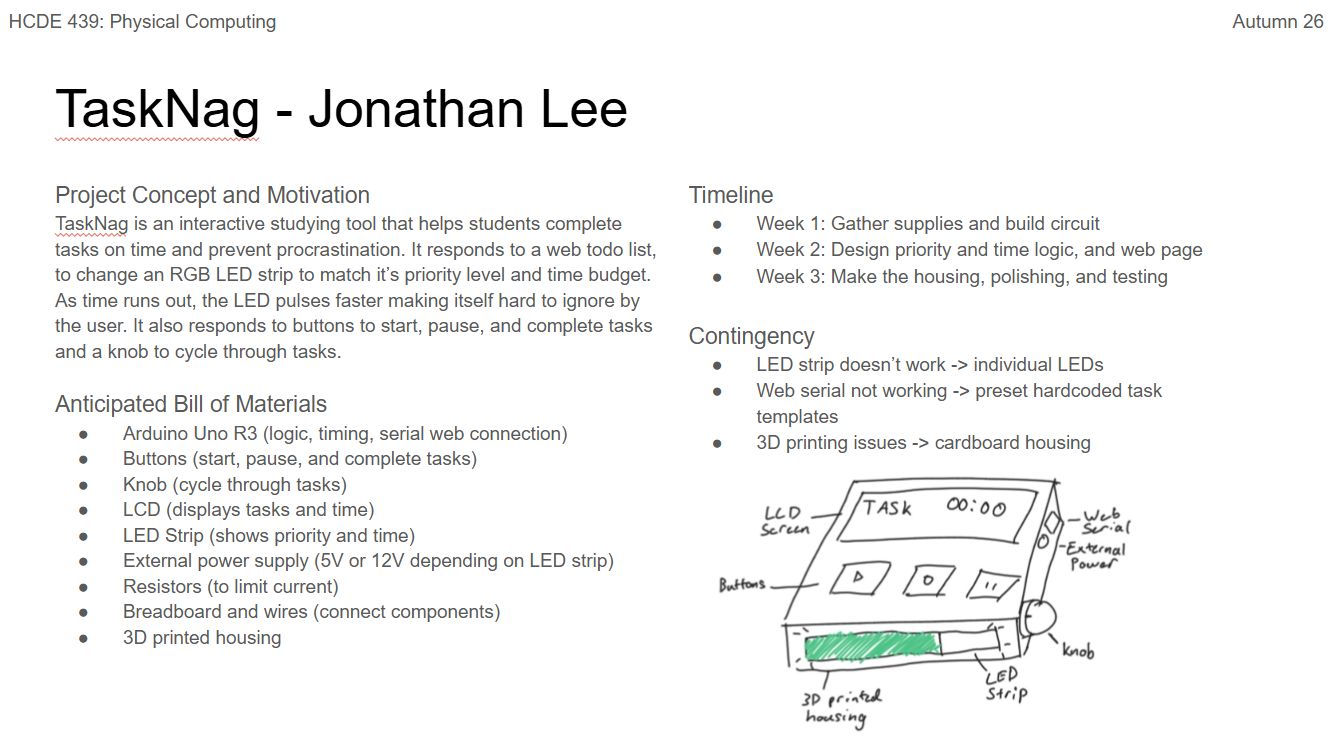 HCDE 439: Physical Computing
Autumn 26
TaskNag - Jonathan Lee
Project Concept and Motivation
TaskNag is an interactive studying tool that helps students complete
tasks on time and prevent procrastination. It responds to a web todo list,
to change an RGB LED strip to match it’s priority level and time budget.
As time runs out, the LED pulses faster making itself hard to ignore by
the user. It also responds to buttons to start, pause, and complete tasks
and a knob to cycle through tasks.
Anticipated Bill of Materials
● Arduino Uno R3 (logic, timing, serial web connection)
● Buttons (start, pause, and complete tasks)
● Knob (cycle through tasks)
● LCD (displays tasks and time)
● LED Strip (shows priority and time)
● External power supply (5V or 12V depending on LED strip)
● Resistors (to limit current)
● Breadboard and wires (connect components)
● 3D printed housing
Timeline
● Week 1: Gather supplies and build circuit
● Week 2: Design priority and time logic, and web page
● Week 3: Make the housing, polishing, and testing
Contingency
● LED strip doesn’t work -> individual LEDs
● Web serial not working -> preset hardcoded task
templates
● 3D printing issues -> cardboard housing
LCD
Screen
TASK 00:00
Web
Serial
External
Power
Buttons
Knob
LED
Strip
3D printed
housing